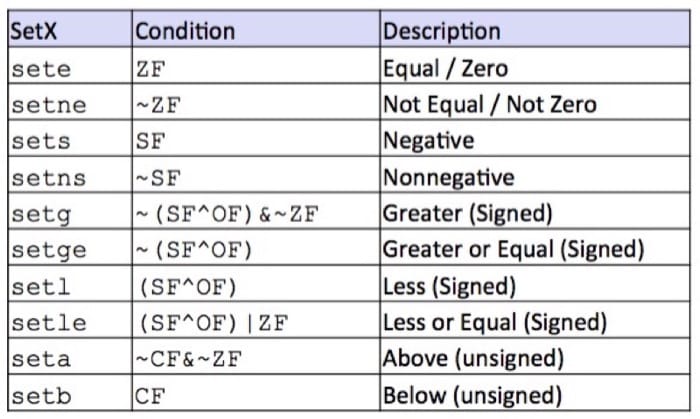 SetX Condition Description
sete ZF Equal / Zero
setne ~ZF Not Equal / Not Zero
sets SF Negative
setns ~SF Nonnegative
setg ~(SF^OF)&~ZF Greater (Signed)
setge ~(SF^OF) Greater or Equal (Signed)
setl (SF^OF) Less (Signed)
setle (SF^OF)|ZF Less or Equal (Signed)
seta ~CF&~ZF Above (unsigned)
setb CF Below (unsigned)